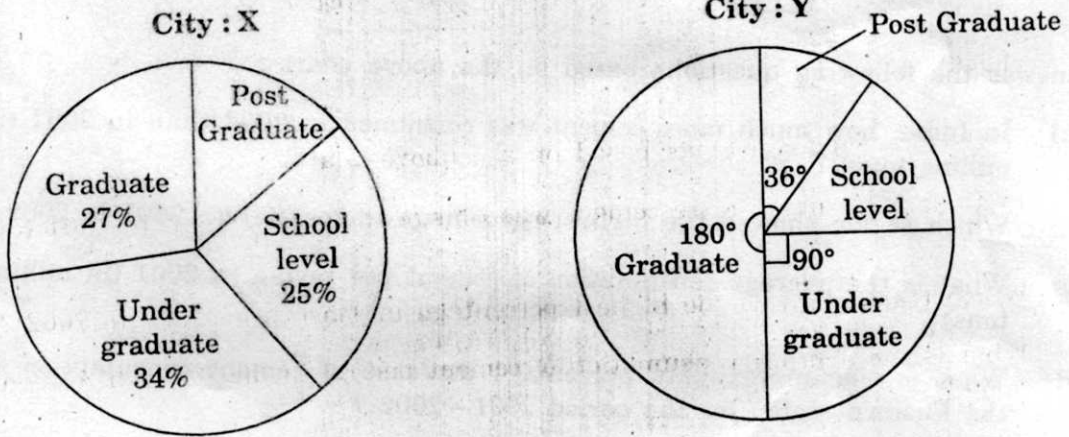 City : X
Post
Graduate
Graduate
27%
School
level
25%
Under
graduate
34%
City : Y
Post Graduate
36°
School
level
180°
Graduate
90°
Under
graduate